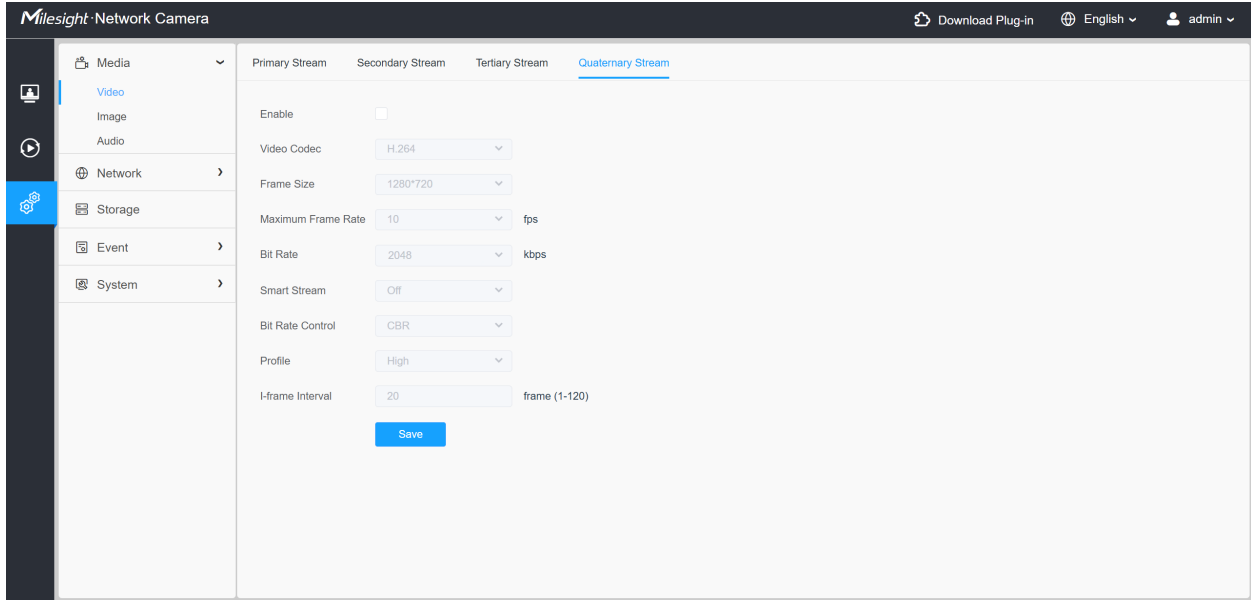 Milesight·Network Camera Download Plug-in English admin
Media
Video
Image
Audio
Network
Storage
Event
System
Primary Stream Secondary Stream Tertiary Stream Quaternary Stream
Enable
Video Codec H.264
Frame Size 1280*720
Maximum Frame Rate 10 fps
Bit Rate 2048 kbps
Smart Stream Off
Bit Rate Control CBR
Profile High
I-frame Interval 20 frame (1-120)
Save